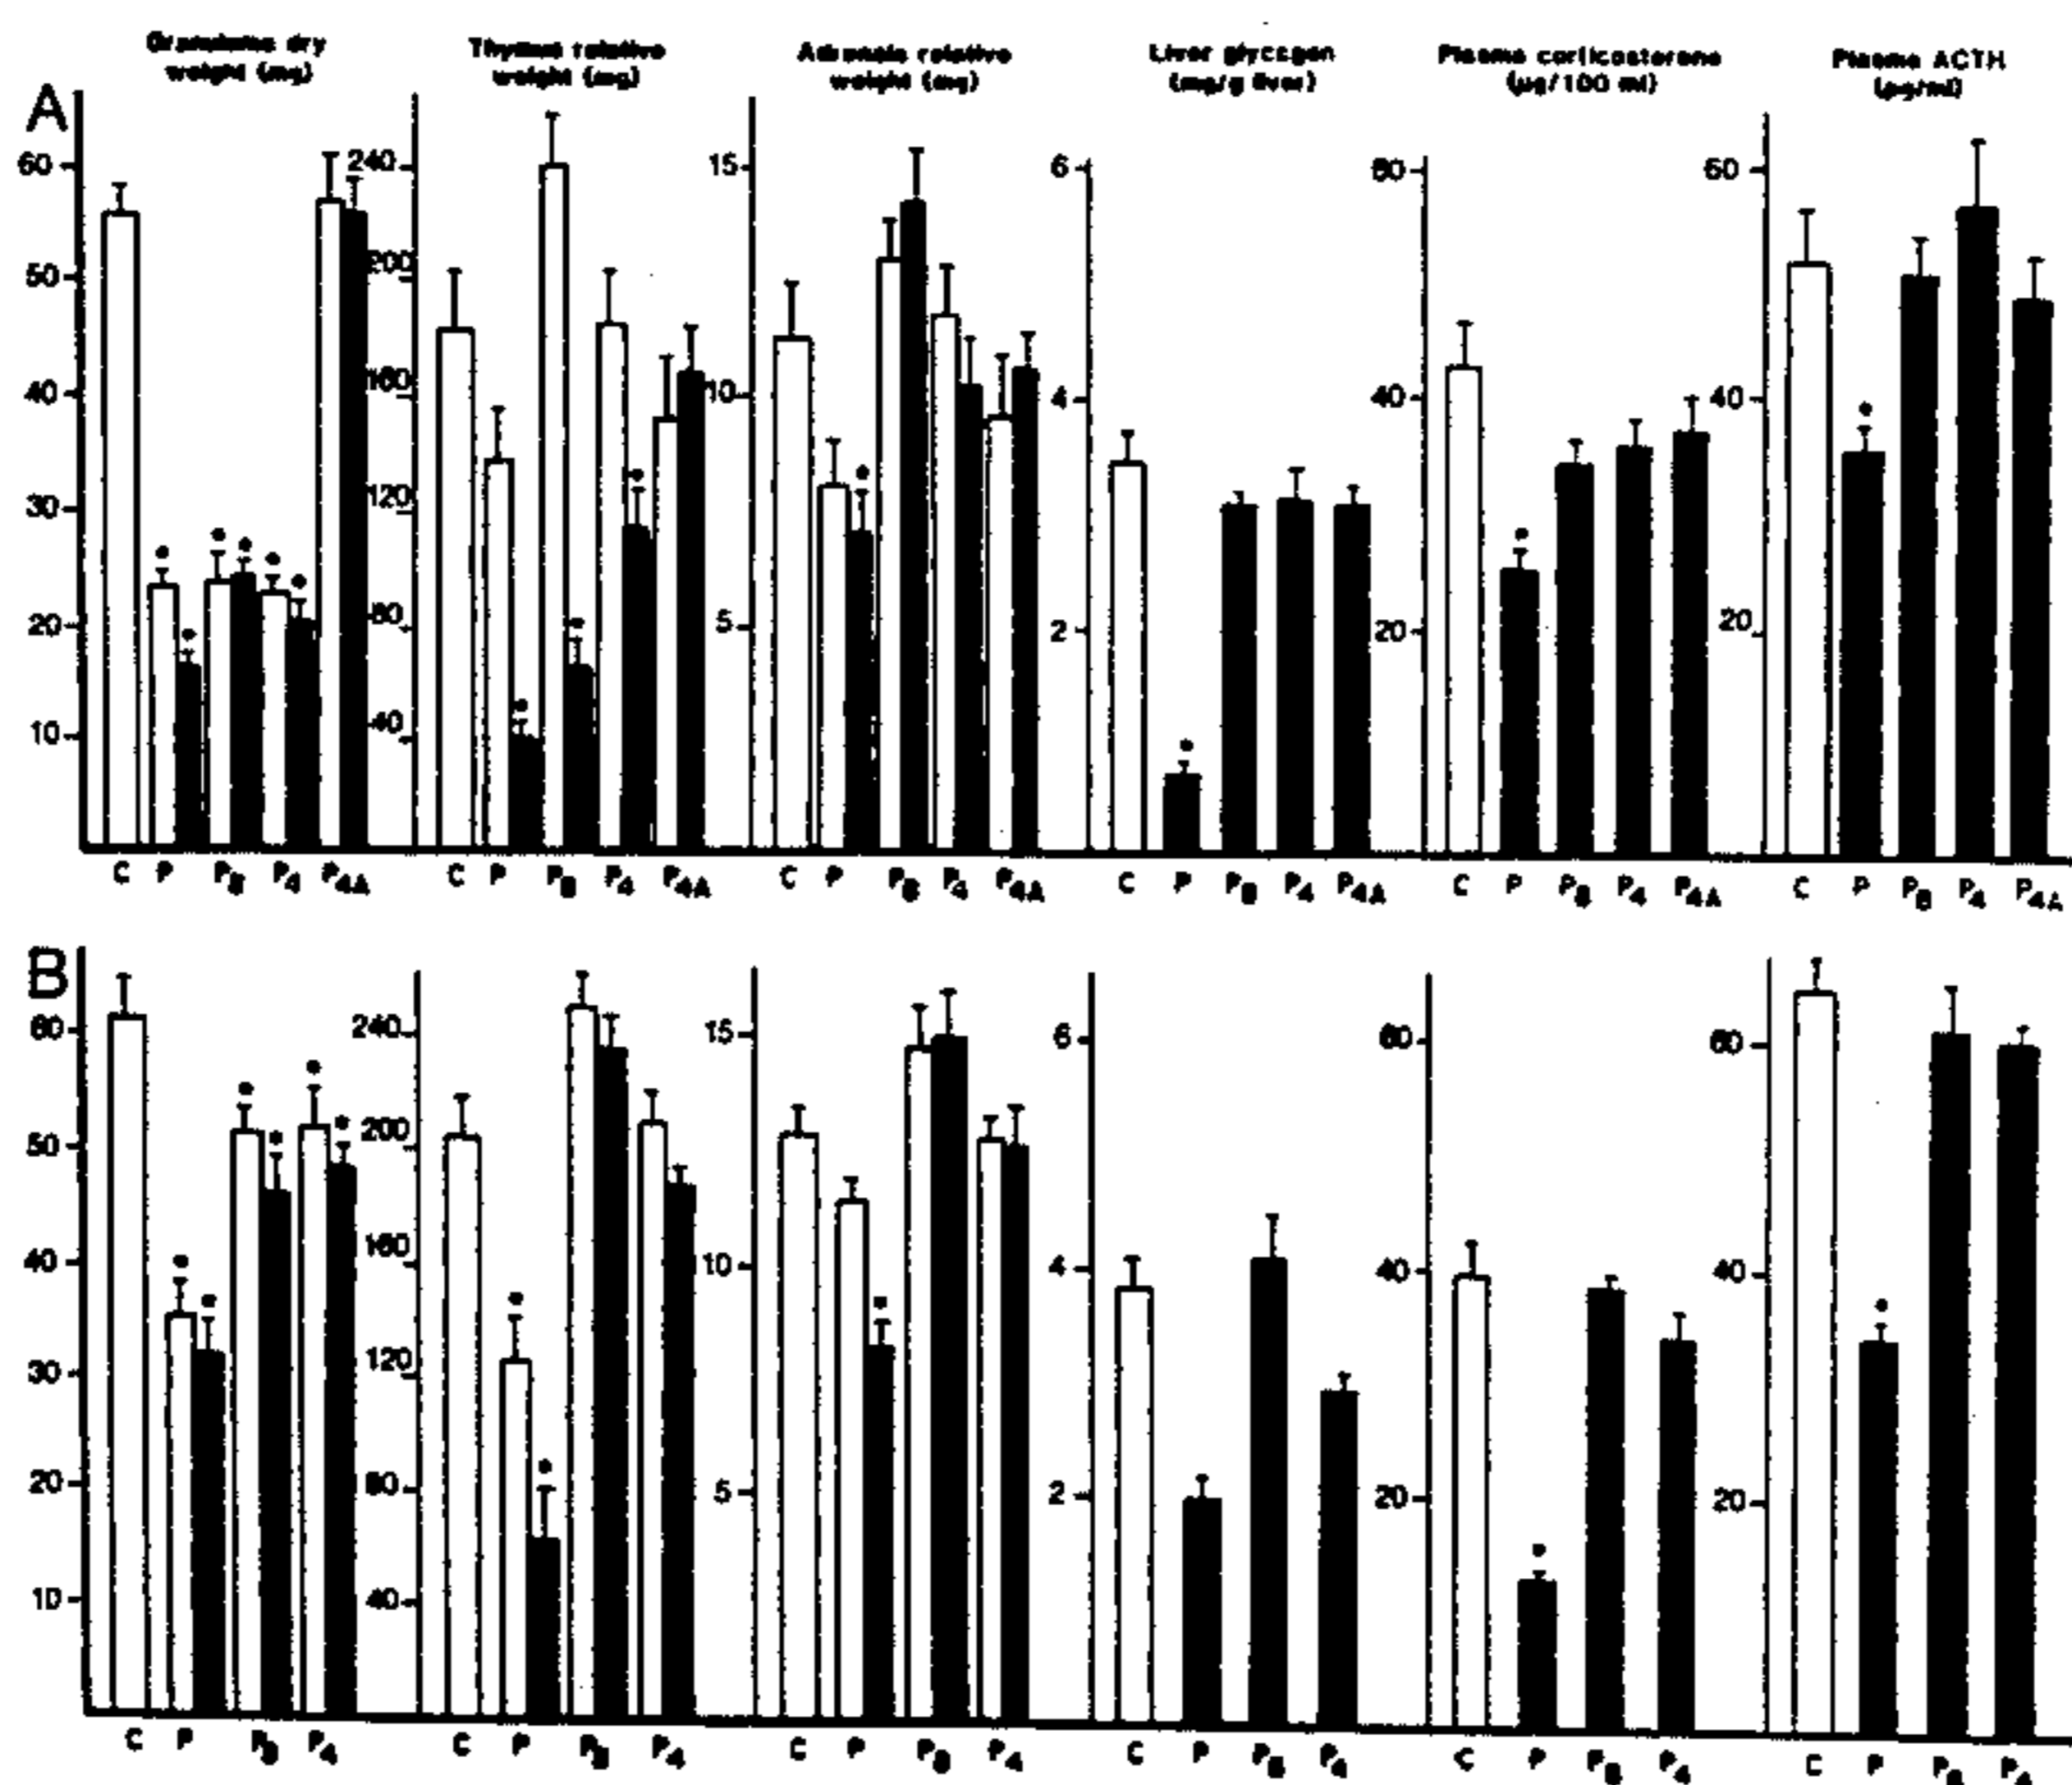 Granuloma dry
weight (mg)
Thymus relative
weight (mg)
Adrenals relative
weight (mg)
Liver glycogen
(mg/g liver)
Plasma corticosterone
(μg/100 ml)
Plasma ACTH
(pg/ml)
A
60 50 40 30 20 10
240 200 160 120 80 40
15 10 5
6 4 2
60 40 20
60 40 20
C P P8 P4 P4A
C P P8 P4 P4A
C P P8 P4 P4A
C P P8 P4 P4A
C P P8 P4 P4A
C P P8 P4 P4A
B
60 50 40 30 20 10
240 200 160 120 80 40
15 10 5
6 4 2
60 40 20
60 40 20
C P P8 P4
C P P8 P4
C P P8 P4
C P P8 P4
C P P8 P4
C P P8 P4